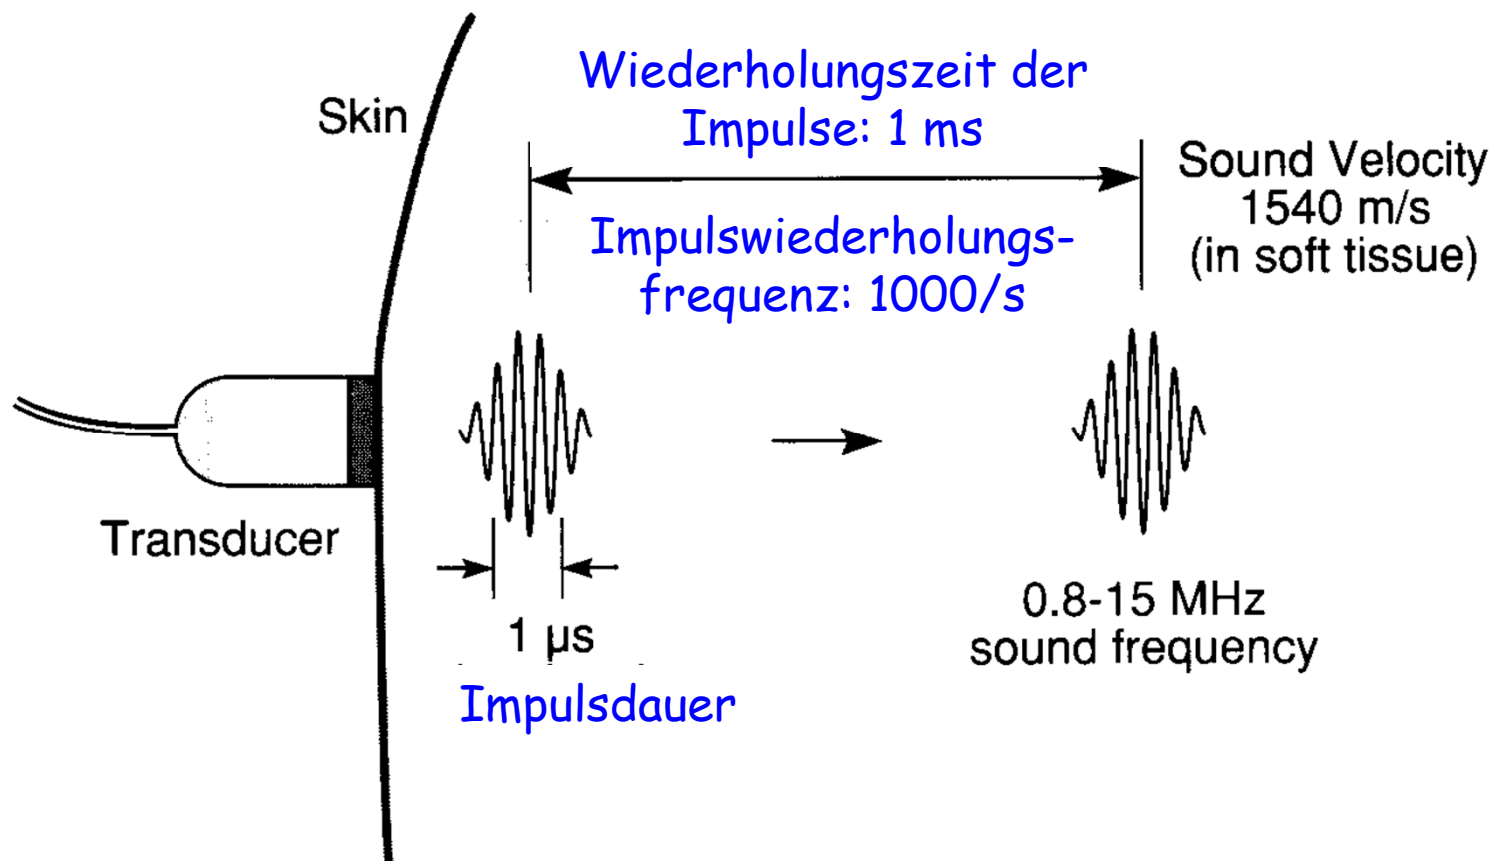 Wiederholungszeit der
Impulse: 1 ms
Skin
Sound Velocity
1540 m/s
(in soft tissue)
Impulswiederholungs-
frequenz: 1000/s
Transducer
1 µs
Impulsdauer
0.8-15 MHz
sound frequency